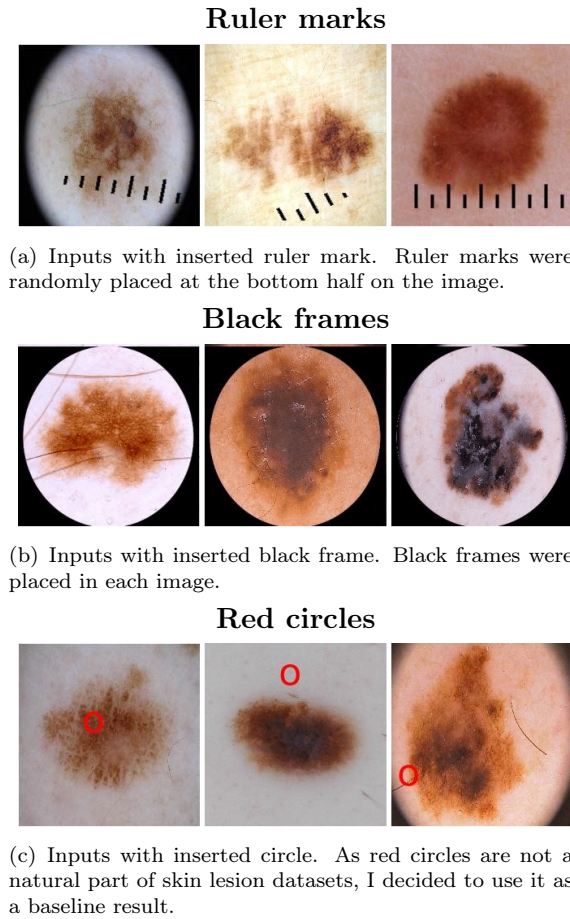 Ruler marks
(a) Inputs with inserted ruler mark. Ruler marks were
randomly placed at the bottom half on the image.
Black frames
(b) Inputs with inserted black frame. Black frames were
placed in each image.
Red circles
(c) Inputs with inserted circle. As red circles are not a
natural part of skin lesion datasets, I decided to use it as
a baseline result.